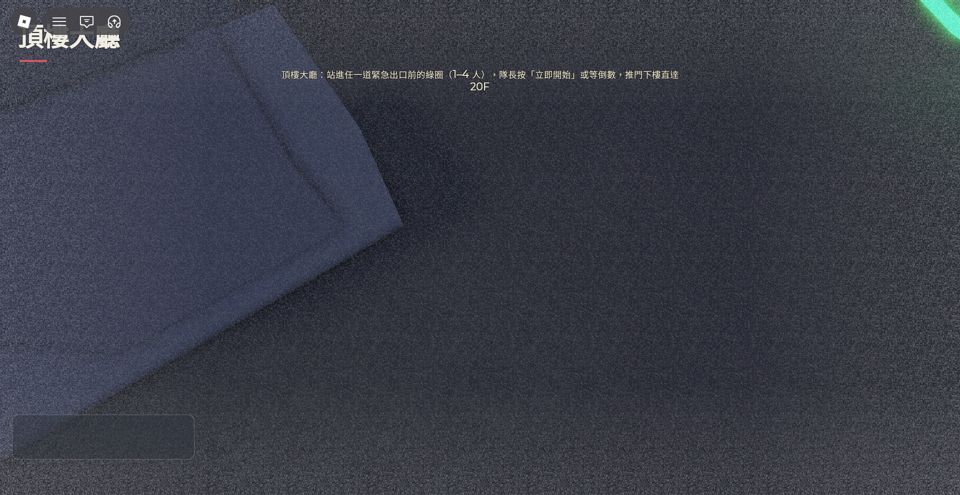 頂樓大廳
頂樓大廳：站進任一道緊急出口前的綠圈（1–4 人），隊長按「立即開始」或等倒數，推門下樓直達
20F